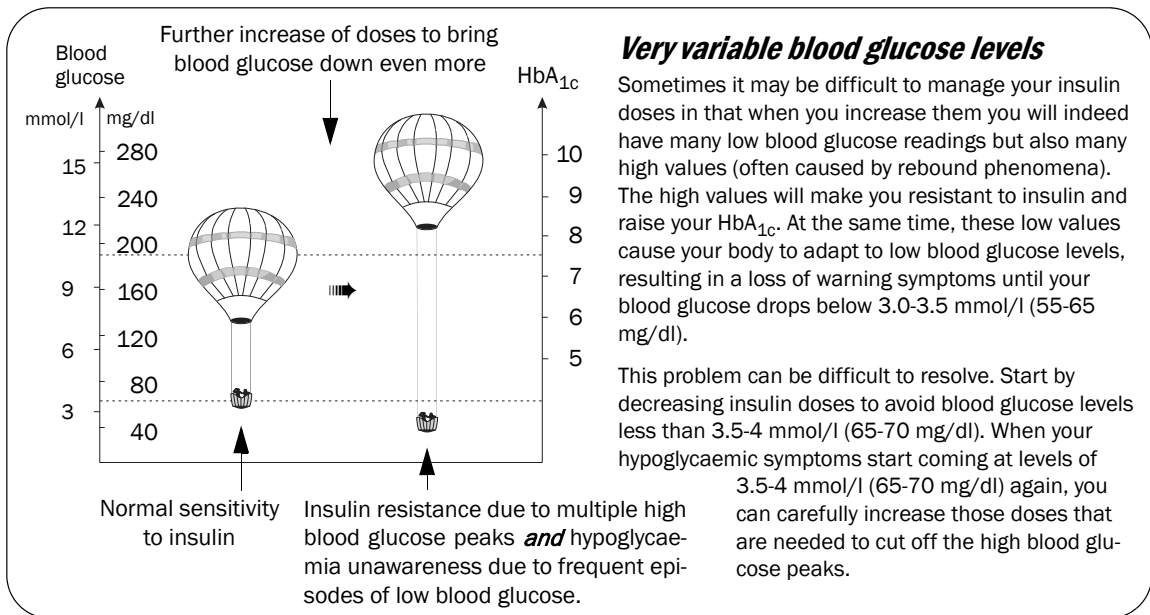 Further increase of doses to bring
blood glucose down even more
Blood
glucose
HbA1c
mmol/l
mg/dl
15
12
9
6
3
280
240
200
160
120
80
40
10
9
8
7
6
5
Normal sensitivity
to insulin
Insulin resistance due to multiple high
blood glucose peaks and hypoglycae-
mia unawareness due to frequent epi-
sodes of low blood glucose.
Very variable blood glucose levels
Sometimes it may be difficult to manage your insulin
doses in that when you increase them you will indeed
have many low blood glucose readings but also many
high values (often caused by rebound phenomena).
The high values will make you resistant to insulin and
raise your HbA1c. At the same time, these low values
cause your body to adapt to low blood glucose levels,
resulting in a loss of warning symptoms until your
blood glucose drops below 3.0-3.5 mmol/l (55-65
mg/dl).
This problem can be difficult to resolve. Start by
decreasing insulin doses to avoid blood glucose levels
less than 3.5-4 mmol/l (65-70 mg/dl). When your
hypoglycaemic symptoms start coming at levels of
3.5-4 mmol/l (65-70 mg/dl) again, you
can carefully increase those doses that
are needed to cut off the high blood glu-
cose peaks.